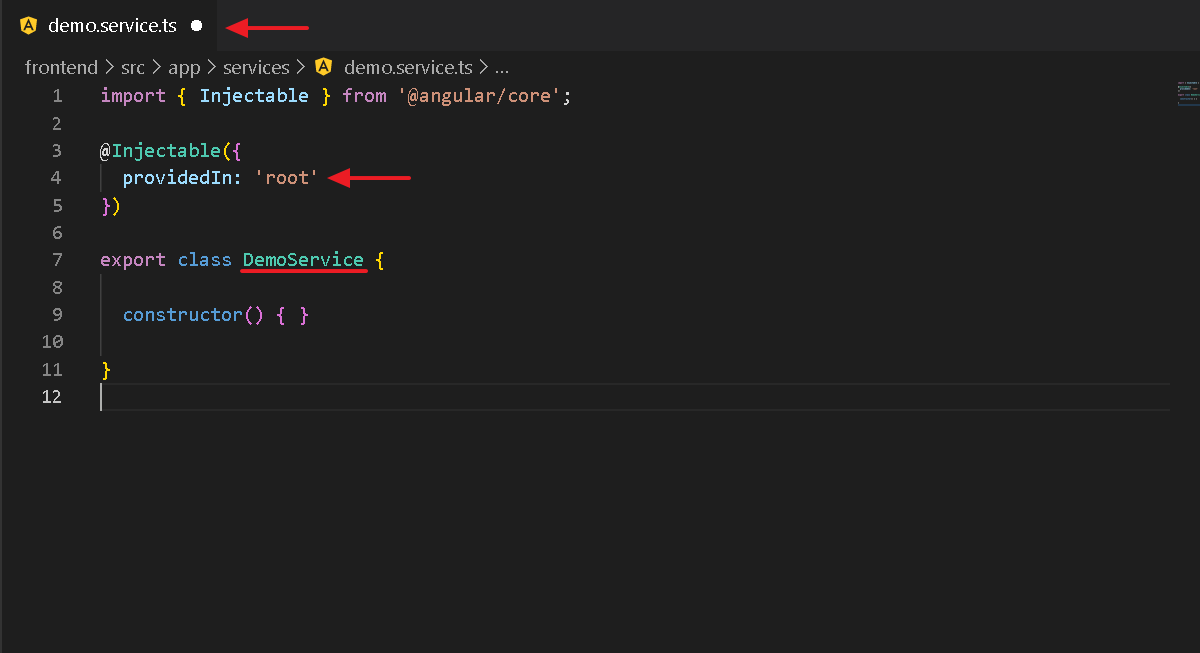 demo.service.ts
frontend > src > app > services > demo.service.ts > ...
1 import { Injectable } from '@angular/core';
2
3 @Injectable({
4   providedIn: 'root'
5 })
6
7 export class DemoService {
8
9   constructor() { }
10
11 }
12